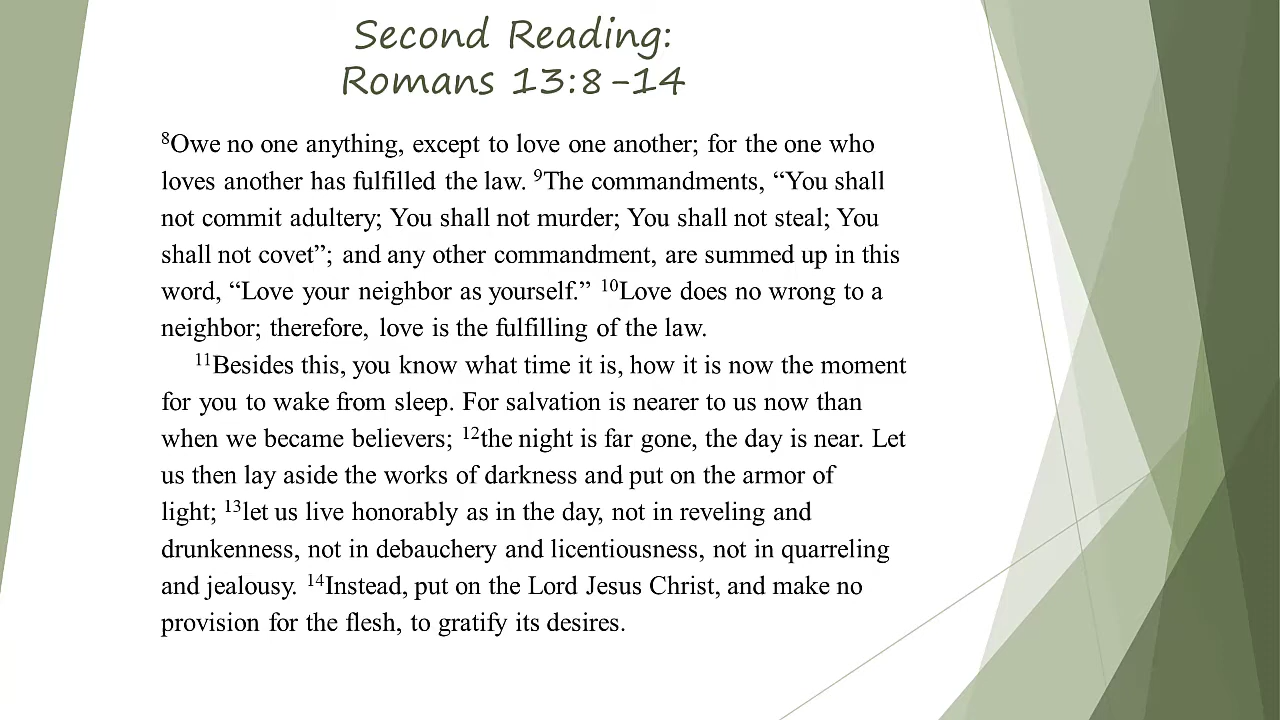 Second Reading:
Romans 13:8-14
⁸Owe no one anything, except to love one another; for the one who
loves another has fulfilled the law. ⁹The commandments, “You shall
not commit adultery; You shall not murder; You shall not steal; You
shall not covet”; and any other commandment, are summed up in this
word, “Love your neighbor as yourself.” ¹⁰Love does no wrong to a
neighbor; therefore, love is the fulfilling of the law.
¹¹Besides this, you know what time it is, how it is now the moment
for you to wake from sleep. For salvation is nearer to us now than
when we became believers; ¹²the night is far gone, the day is near. Let
us then lay aside the works of darkness and put on the armor of
light; ¹³let us live honorably as in the day, not in reveling and
drunkenness, not in debauchery and licentiousness, not in quarreling
and jealousy. ¹⁴Instead, put on the Lord Jesus Christ, and make no
provision for the flesh, to gratify its desires.